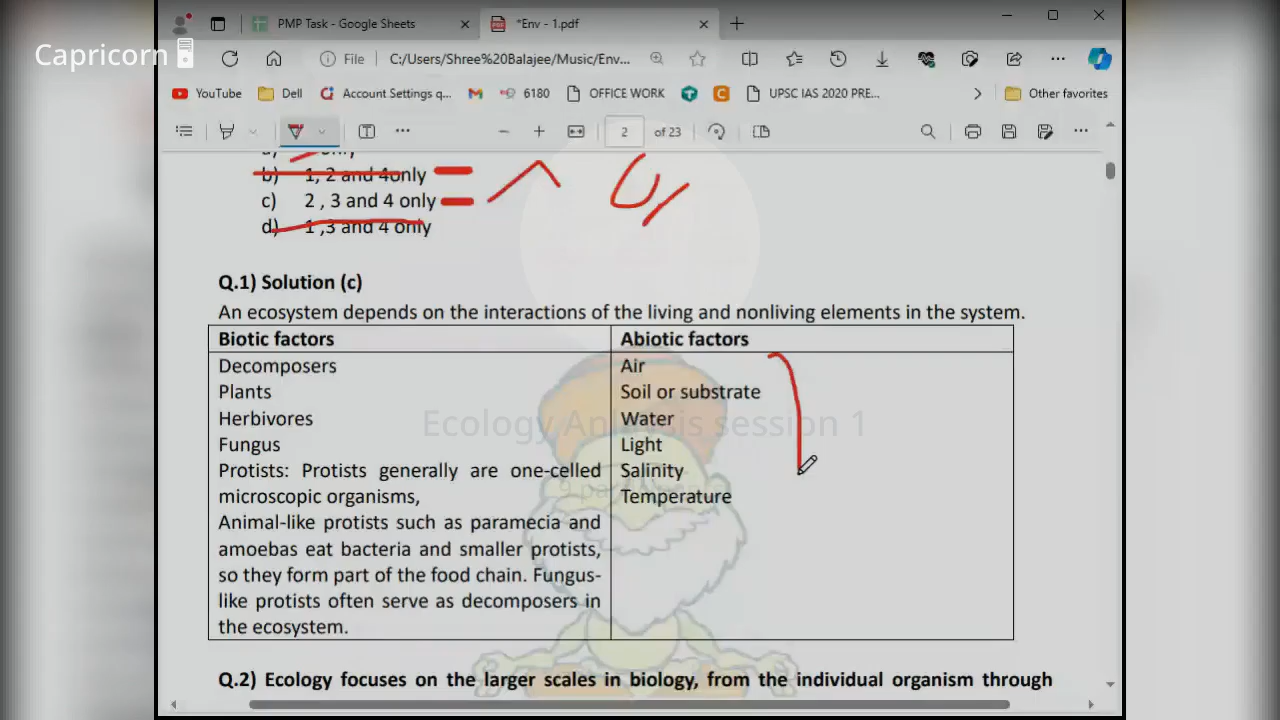 Capricorn
PMP Task - Google Sheets
*Env - 1.pdf
File
C:/Users/Shree%20Balajee/Music/Env...
YouTube
Dell
Account Settings q...
6180
OFFICE WORK
UPSC IAS 2020 PRE...
Other favorites
2 of 23
b) 1, 2 and 4only
c) 2 , 3 and 4 only
d) 1 ,3 and 4 only
Q.1) Solution (c)
An ecosystem depends on the interactions of the living and nonliving elements in the system.
Biotic factors
Decomposers
Plants
Herbivores
Fungus
Protists: Protists generally are one-celled
microscopic organisms,
Animal-like protists such as paramecia and
amoebas eat bacteria and smaller protists,
so they form part of the food chain. Fungus-
like protists often serve as decomposers in
the ecosystem.
Abiotic factors
Air
Soil or substrate
Water
Light
Salinity
Temperature
Q.2) Ecology focuses on the larger scales in biology, from the individual organism through